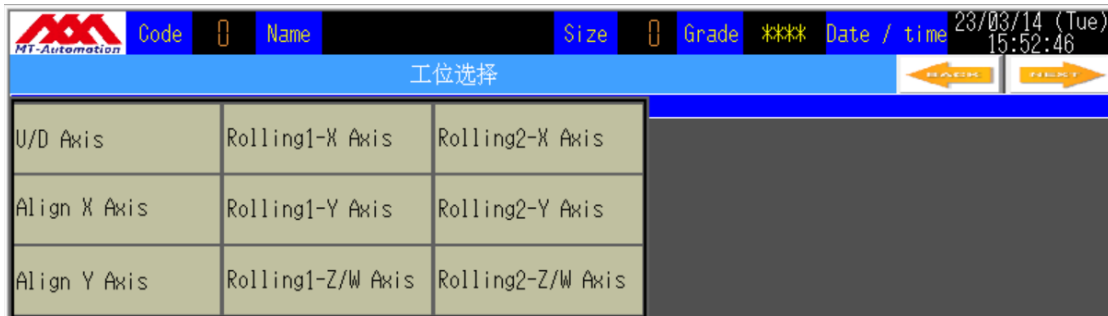 MT-Automation Code 0 Name Size 0 Grade **** Date / time 23/03/14 (Tue)
15:52:46
工位选择 BACK NEXT
U/D Axis Rolling1-X Axis Rolling2-X Axis
Align X Axis Rolling1-Y Axis Rolling2-Y Axis
Align Y Axis Rolling1-Z/W Axis Rolling2-Z/W Axis